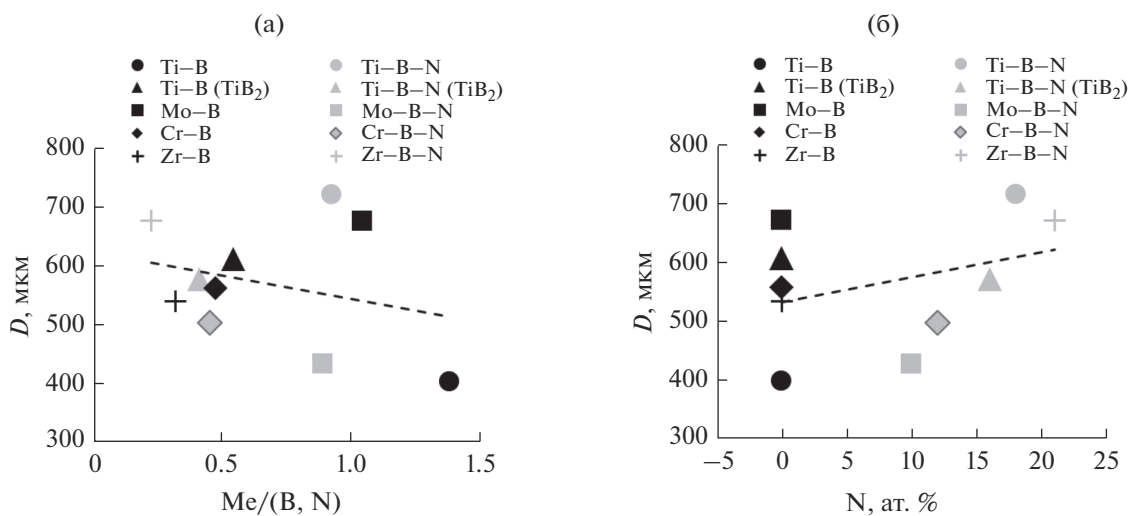 (а)
Ti–B
Ti–B (TiB₂)
Mo–B
Cr–B
Zr–B
Ti–B–N
Ti–B–N (TiB₂)
Mo–B–N
Cr–B–N
Zr–B–N
800
700
600
500
400
300
D, мкм
0
0.5
1.0
1.5
Me/(B, N)
(б)
Ti–B
Ti–B (TiB₂)
Mo–B
Cr–B
Zr–B
Ti–B–N
Ti–B–N (TiB₂)
Mo–B–N
Cr–B–N
Zr–B–N
800
700
600
500
400
300
D, мкм
–5
0
5
10
15
20
25
N, ат. %